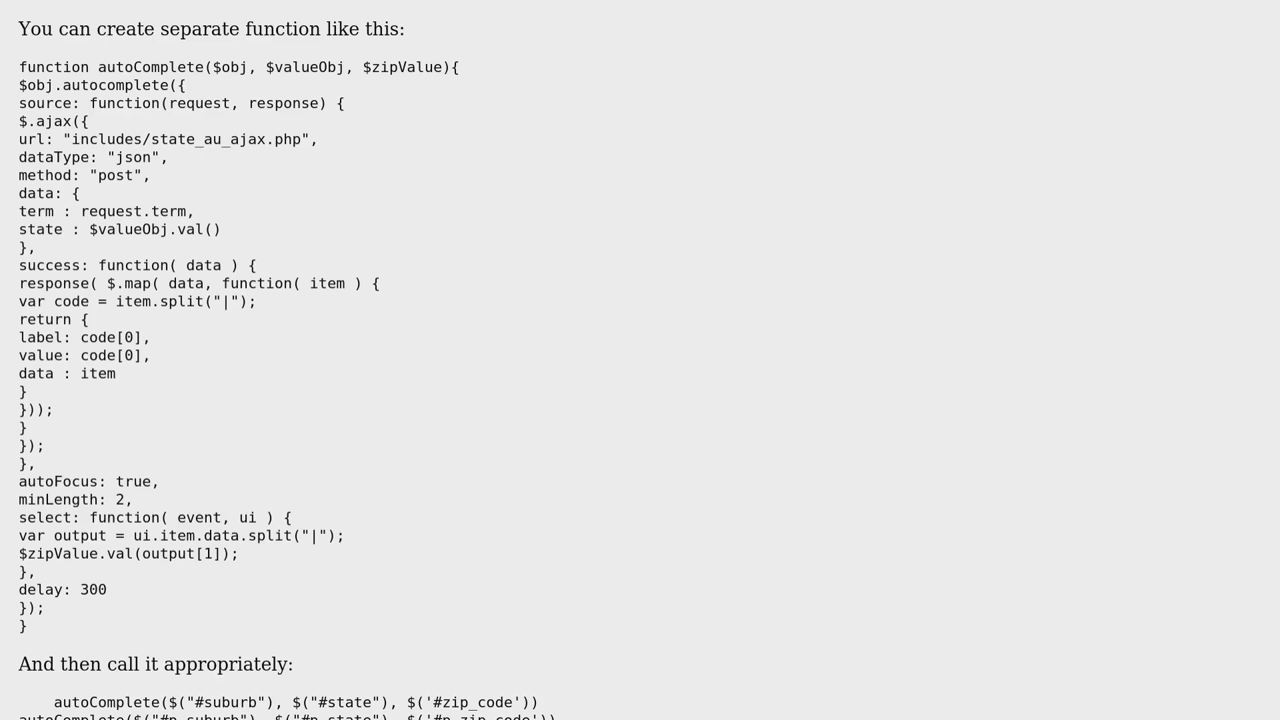 You can create separate function like this:
function autoComplete($obj, $valueObj, $zipValue){
$obj.autocomplete({
source: function(request, response) {
$.ajax({
url: "includes/state_au_ajax.php",
dataType: "json",
method: "post",
data: {
term : request.term,
state : $valueObj.val()
},
success: function( data ) {
response( $.map( data, function( item ) {
var code = item.split("|");
return {
label: code[0],
value: code[0],
data : item
}
}));
}
});
},
autoFocus: true,
minLength: 2,
select: function( event, ui ) {
var output = ui.item.data.split("|");
$zipValue.val(output[1]);
},
delay: 300
});
}
And then call it appropriately:
autoComplete($("#suburb"), $("#state"), $('#zip_code'))
autoComplete($("#p_suburb"), $("#p_state"), $('#p_zip_code'))